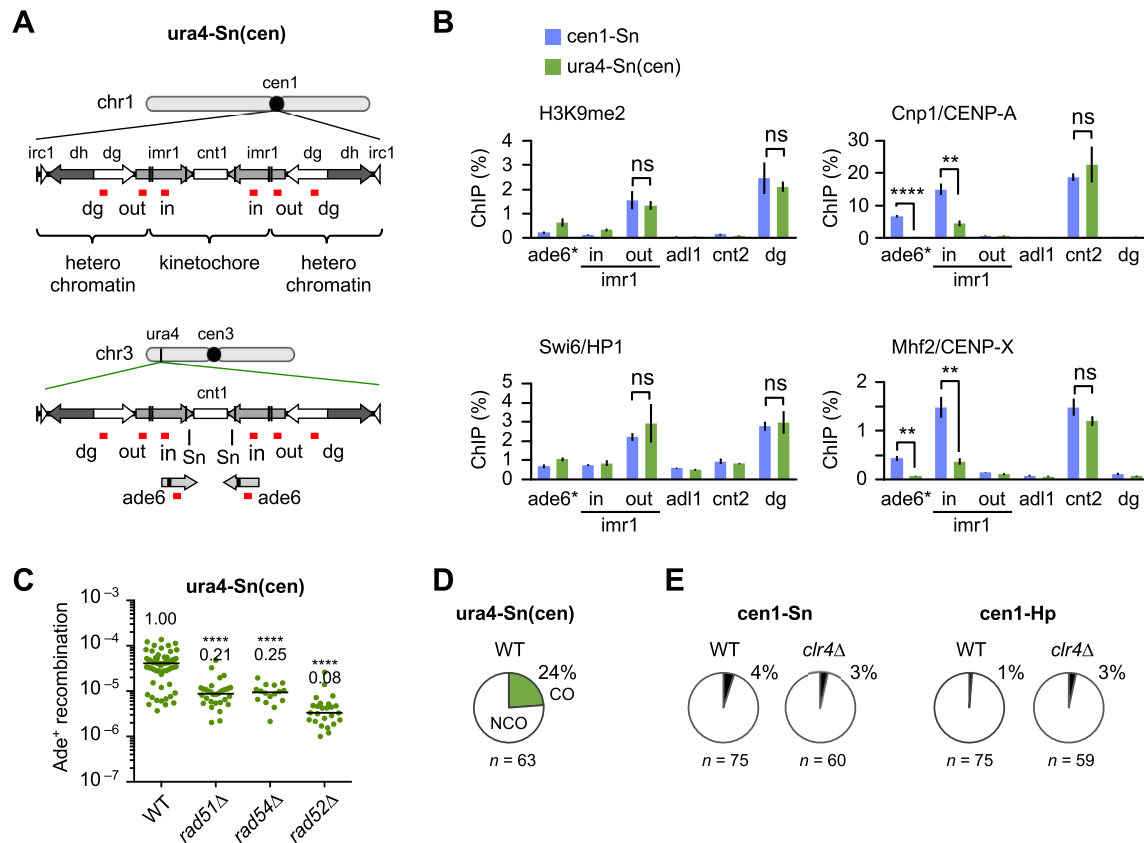 A
ura4-Sn(cen)
cen1
chr1
irc1 dh dg imr1 cnt1 imr1 dg dh irc1
dg out in in out dg
hetero
chromatin
kinetochore
hetero
chromatin
ura4 cen3
chr3
cnt1
dg out in Sn Sn in out dg
ade6 ade6
B
cen1-Sn
ura4-Sn(cen)
H3K9me2
ChIP (%)
4
3
2
1
0
ns
ns
ade6* in out adl1 cnt2 dg
imr1
Cnp1/CENP-A
ChIP (%)
30
20
10
0
****
**
ns
ade6* in out adl1 cnt2 dg
imr1
Swi6/HP1
ChIP (%)
5
4
3
2
1
0
ns
ns
ade6* in out adl1 cnt2 dg
imr1
Mhf2/CENP-X
ChIP (%)
2
1
0
**
**
ns
ade6* in out adl1 cnt2 dg
imr1
C
ura4-Sn(cen)
Ade+ recombination
10−3
10−4
10−5
10−6
10−7
1.00
****
0.21
****
0.25
****
0.08
WT
rad51Δ
rad54Δ
rad52Δ
D
ura4-Sn(cen)
WT
24%
CO
NCO
n = 63
E
cen1-Sn
WT
4%
n = 75
clr4Δ
3%
n = 60
cen1-Hp
WT
1%
n = 75
clr4Δ
3%
n = 59